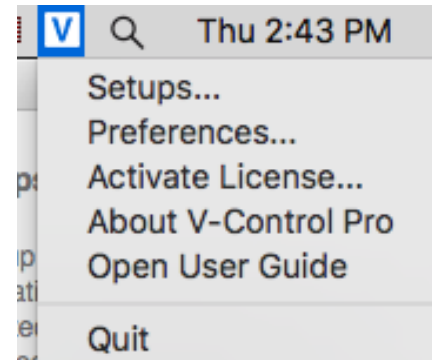 V Thu 2:43 PM
Setups...
Preferences...
Activate License...
About V-Control Pro
Open User Guide
Quit